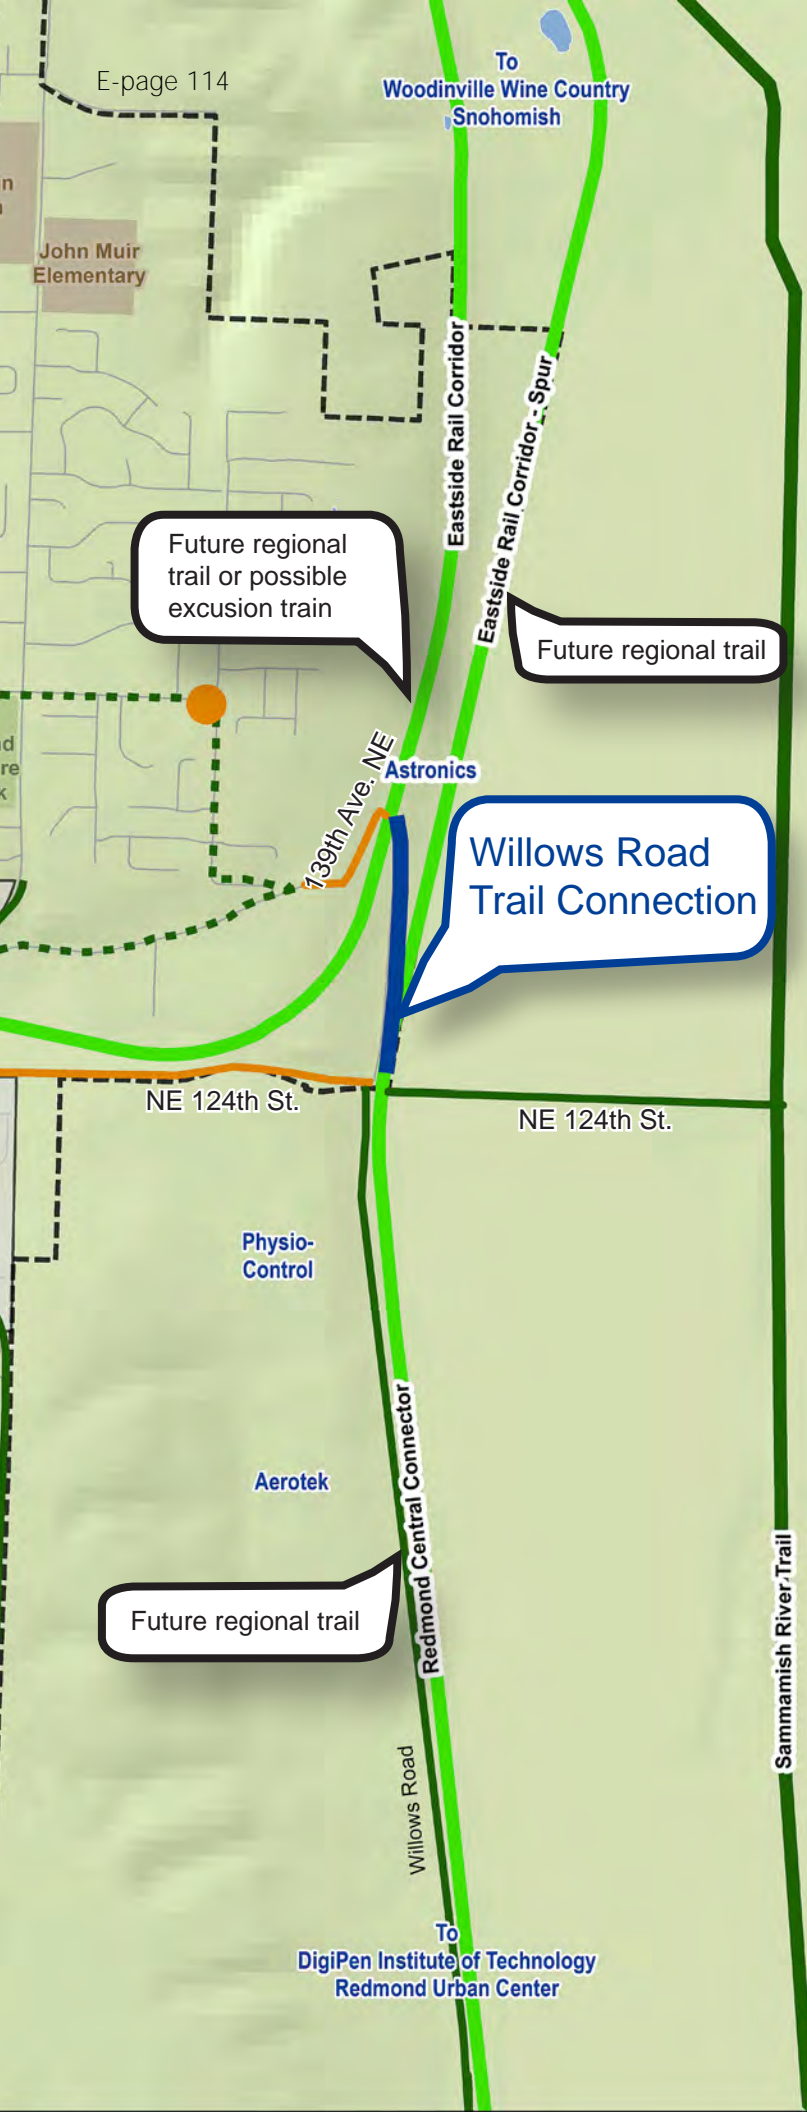 E-page 114
To
Woodinville Wine Country
Snohomish
n
John Muir
Elementary
Eastside Rail Corridor
Eastside Rail Corridor - Spur
Future regional
trail or possible
excusion train
Future regional trail
d
re
k
139th Ave. NE
Astronics
Willows Road
Trail Connection
NE 124th St.
NE 124th St.
Physio-
Control
Redmond Central Connector
Aerotek
Sammamish River Trail
Future regional trail
Willows Road
To
DigiPen Institute of Technology
Redmond Urban Center